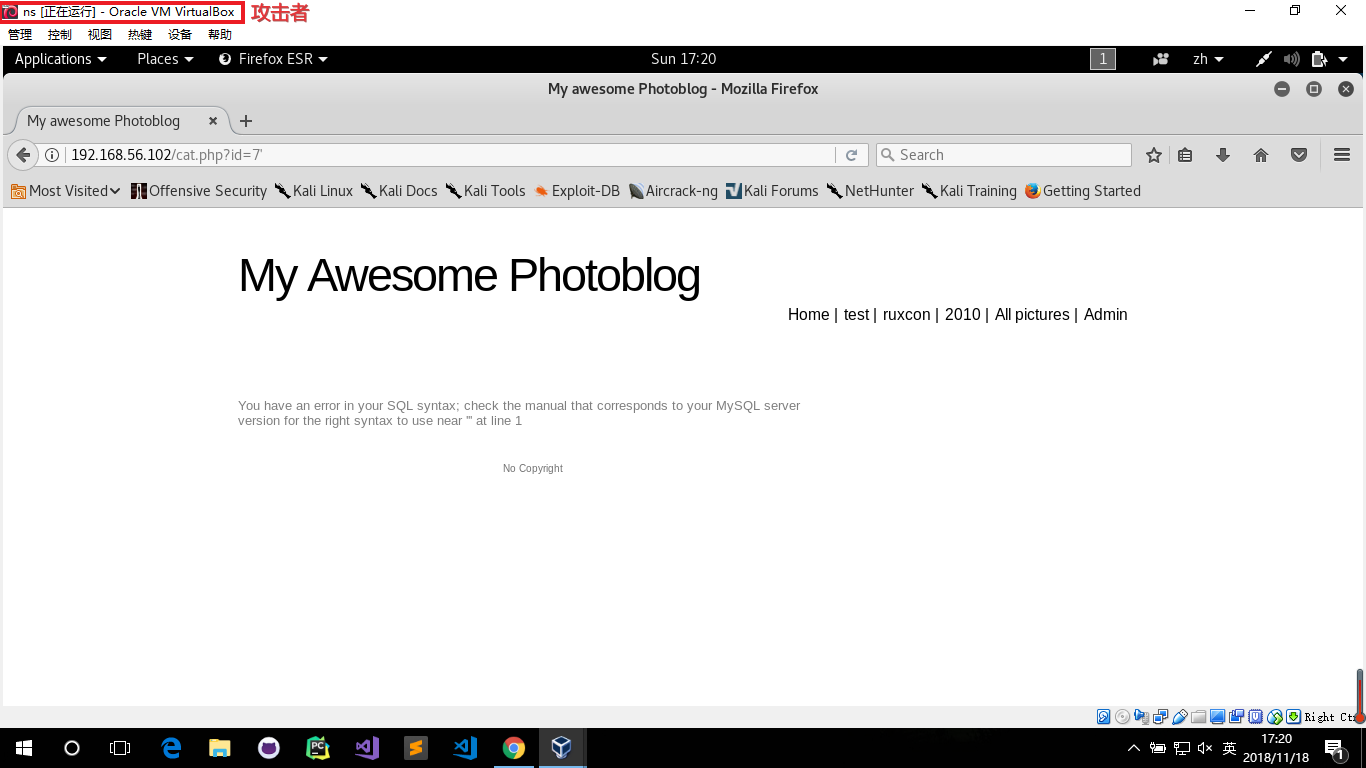 ns [正在运行] - Oracle VM VirtualBox 攻击者
管理 控制 视图 热键 设备 帮助
Applications Places Firefox ESR Sun 17:20 1 zh
My awesome Photoblog - Mozilla Firefox
My awesome Photoblog
192.168.56.102/cat.php?id=7' Search
Most Visited Offensive Security Kali Linux Kali Docs Kali Tools Exploit-DB Aircrack-ng Kali Forums NetHunter Kali Training Getting Started
My Awesome Photoblog
Home | test | ruxcon | 2010 | All pictures | Admin
You have an error in your SQL syntax; check the manual that corresponds to your MySQL server
version for the right syntax to use near ''' at line 1
No Copyright
Right Ctrl
英 17:20
2018/11/18 1